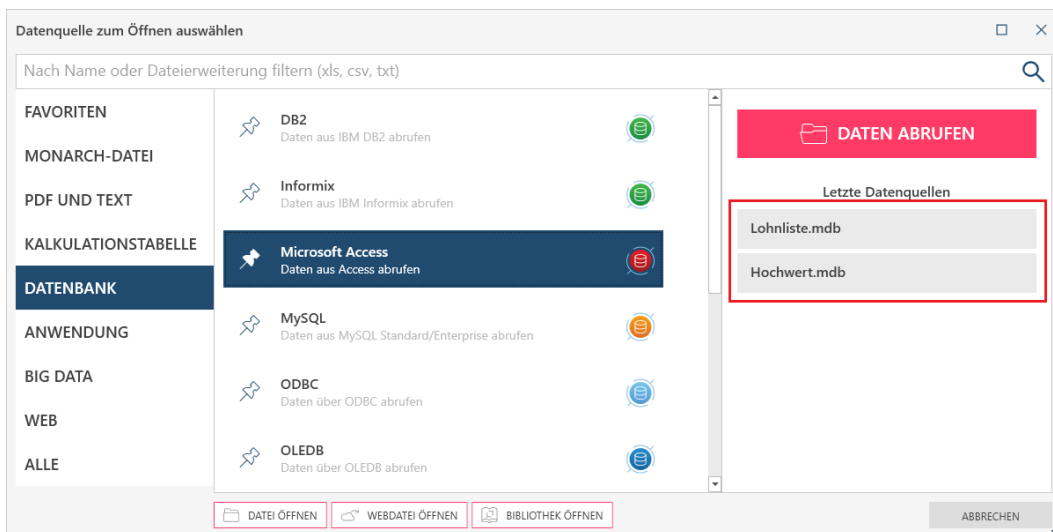 Datenquelle zum Öffnen auswählen
Nach Name oder Dateierweiterung filtern (xls, csv, txt)
FAVORITEN
MONARCH-DATEI
PDF UND TEXT
KALKULATIONSTABELLE
DATENBANK
ANWENDUNG
BIG DATA
WEB
ALLE
DB2
Daten aus IBM DB2 abrufen
Informix
Daten aus IBM Informix abrufen
Microsoft Access
Daten aus Access abrufen
MySQL
Daten aus MySQL Standard/Enterprise abrufen
ODBC
Daten über ODBC abrufen
OLEDB
Daten über OLEDB abrufen
DATEN ABRUFEN
Letzte Datenquellen
Lohnliste.mdb
Hochwert.mdb
DATEI ÖFFNEN
WEBDATEI ÖFFNEN
BIBLIOTHEK ÖFFNEN
ABBRECHEN